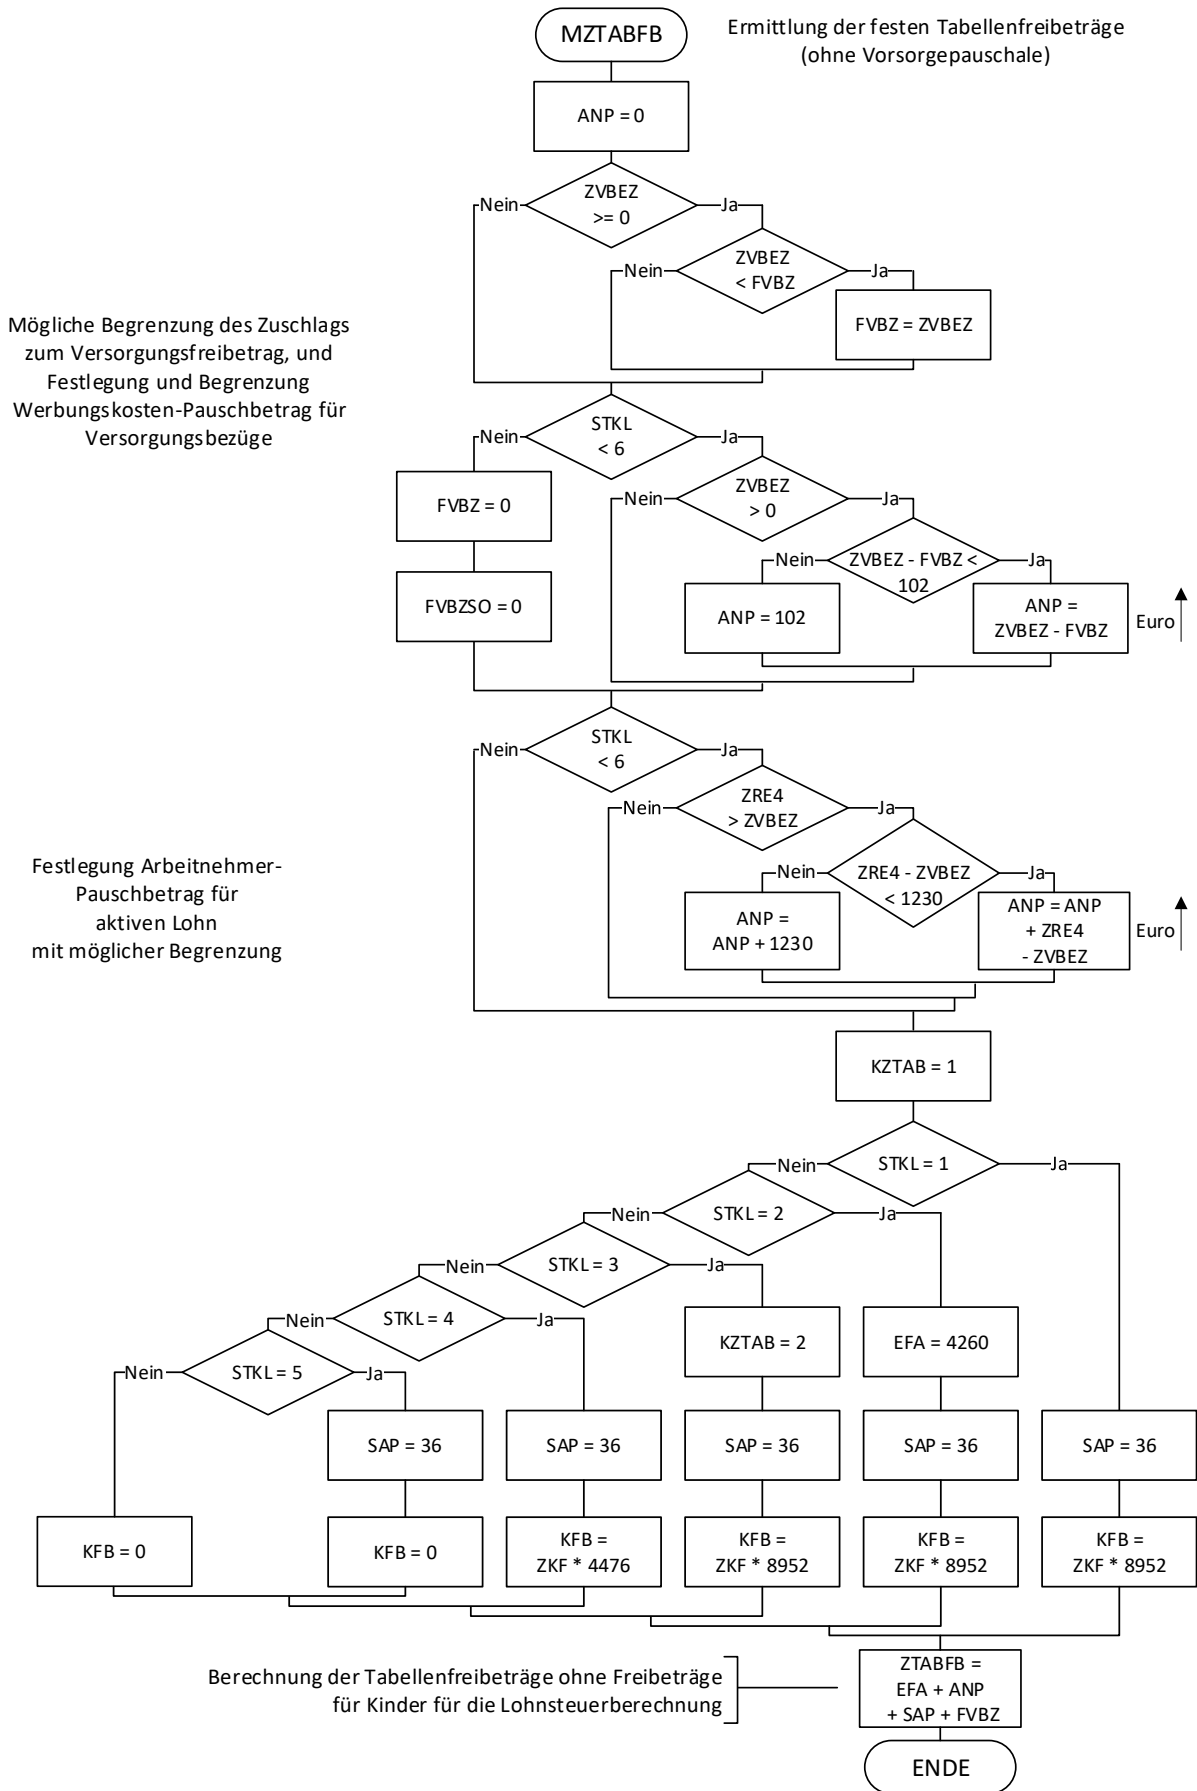 MZTABFB
Ermittlung der festen Tabellenfreibeträge
(ohne Vorsorgepauschale)
ANP = 0
ZVBEZ
>= 0
Nein
Ja
ZVBEZ
< FVBZ
Nein
Ja
FVBZ = ZVBEZ
Mögliche Begrenzung des Zuschlags
zum Versorgungsfreibetrag, und
Festlegung und Begrenzung
Werbungskosten-Pauschbetrag für
Versorgungsbezüge
STKL
< 6
Nein
Ja
FVBZ = 0
FVBZSO = 0
ZVBEZ
> 0
Nein
Ja
ZVBEZ - FVBZ <
102
Nein
Ja
ANP = 102
ANP =
ZVBEZ - FVBZ
Euro
STKL
< 6
Nein
Ja
ZRE4
> ZVBEZ
Nein
Ja
Festlegung Arbeitnehmer-
Pauschbetrag für
aktiven Lohn
mit möglicher Begrenzung
ZRE4 - ZVBEZ
< 1230
Nein
Ja
ANP =
ANP + 1230
ANP = ANP
+ ZRE4
- ZVBEZ
Euro
KZTAB = 1
STKL = 1
Nein
Ja
STKL = 2
Nein
Ja
STKL = 3
Nein
Ja
STKL = 4
Nein
Ja
STKL = 5
Nein
Ja
KZTAB = 2
EFA = 4260
SAP = 36
SAP = 36
SAP = 36
SAP = 36
SAP = 36
KFB = 0
KFB = 0
KFB =
ZKF * 4476
KFB =
ZKF * 8952
KFB =
ZKF * 8952
KFB =
ZKF * 8952
Berechnung der Tabellenfreibeträge ohne Freibeträge
für Kinder für die Lohnsteuerberechnung
ZTABFB =
EFA + ANP
+ SAP + FVBZ
ENDE